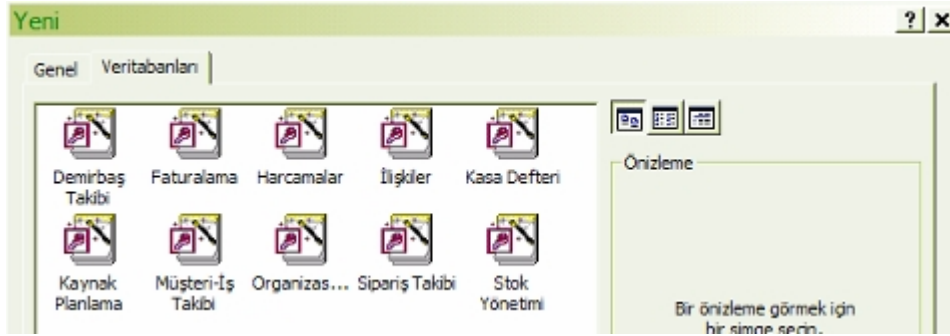 Yeni
Genel Veritabanları
Demirbaş Takibi
Faturalama
Harcamalar
İlişkiler
Kasa Defteri
Kaynak Planlama
Müşteri-İş Takibi
Organizas...
Sipariş Takibi
Stok Yönetimi
Önizleme
Bir önizleme görmek için
bir simge seçin.